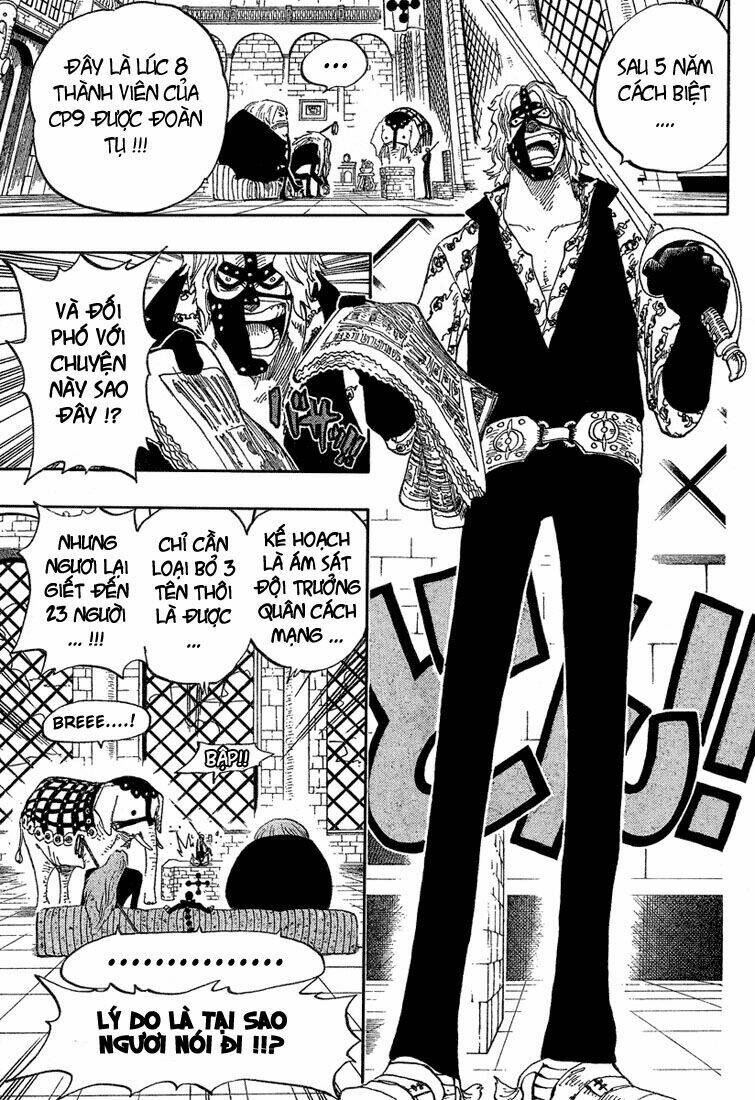 SAU 5 NĂM
CÁCH BIỆT
....
...
ĐÂY LÀ LÚC 8
THÀNH VIÊN CỦA
CP9 ĐƯỢC ĐOÀN
TỤ !!!
VÀ ĐỐI
PHÓ VỚI
CHUYỆN
NÀY SAO
ĐÂY !?
KẾ HOẠCH
LÀ ÁM SÁT
ĐỘI TRƯỞNG
QUÂN CÁCH
MẠNG ...
CHỈ CẦN
LOẠI BỎ 3
TÊN THÔI
LÀ ĐƯỢC
...
NHƯNG
NGƯƠI LẠI
GIẾT ĐẾN
23 NGƯỜI
... !!!
BREEE....!
BẬP!!
...............
LÝ DO LÀ TẠI SAO
NGƯƠI NÓI ĐI !!?